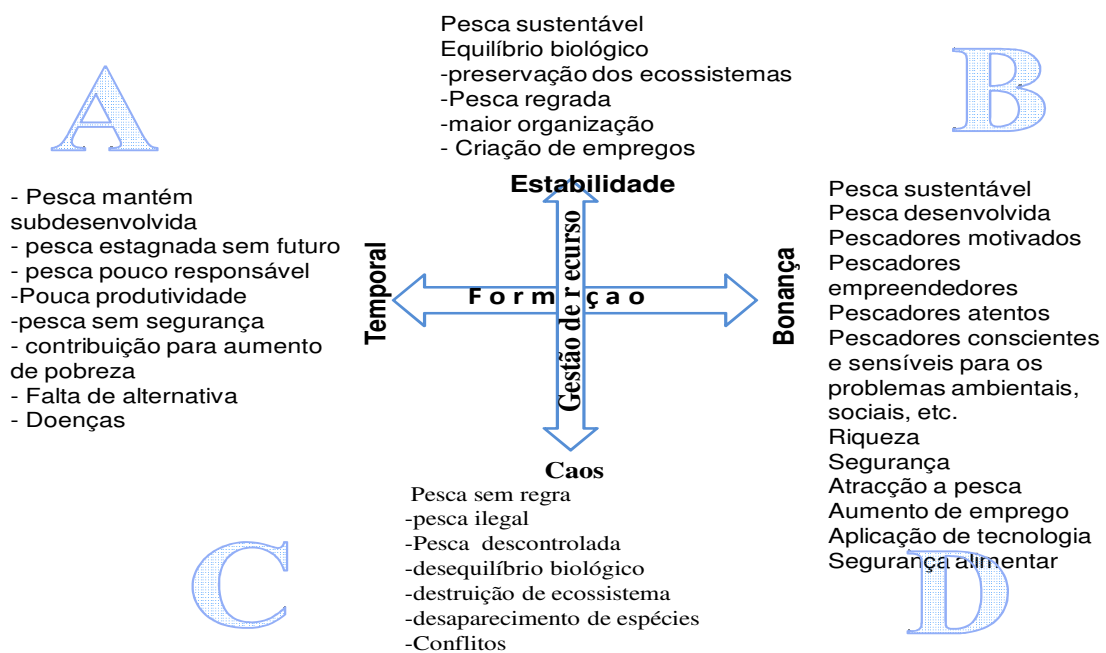 Pesca sustentável
Equilíbrio biológico
-preservação dos ecossistemas
-Pesca regrada
-maior organização
- Criação de empregos
A
B
- Pesca mantém
subdesenvolvida
- pesca estagnada sem futuro
- pesca pouco responsável
-Pouca produtividade
-pesca sem segurança
- contribuição para aumento
de pobreza
- Falta de alternativa
- Doenças
Estabilidade
Temporal
Formaçao
Gestão de recurso
Bonança
Pesca sustentável
Pesca desenvolvida
Pescadores motivados
Pescadores
empreendedores
Pescadores atentos
Pescadores conscientes
e sensíveis para os
problemas ambientais,
sociais, etc.
Riqueza
Segurança
Atracção a pesca
Aumento de emprego
Aplicação de tecnologia
Segurança alimentar
Caos
Pesca sem regra
-pesca ilegal
-Pesca descontrolada
-desequilíbrio biológico
-destruição de ecossistema
-desaparecimento de espécies
-Conflitos
C
D